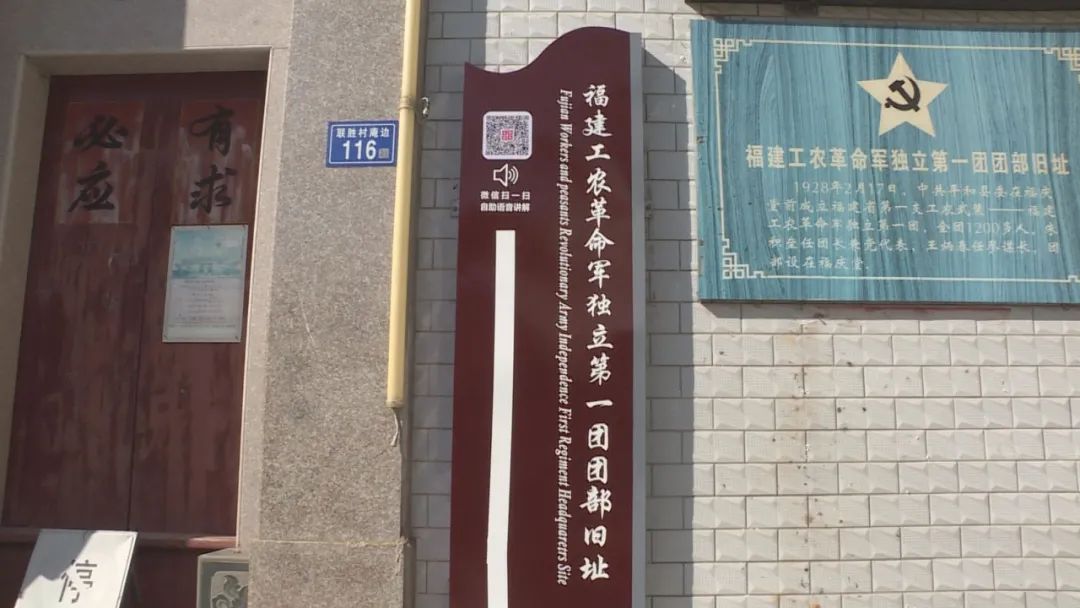 有求
必应
联胜村庵边
116
微信扫一扫
自助语音讲解
福建工农革命军独立第一团团部旧址
Fujian Workers and peasants Revolutionary Army Independence First Regiment Headquaretrs Site
福建工农革命军独立第一团团部旧址
1928年2月17日，中共平和县委在福庆
堂前成立福建省第一支工农武装——福建
工农革命军独立第一团，全团1200多人，朱
积垒任团长兼党代表，王炳春任参谋长，团
部设在福庆堂。
停